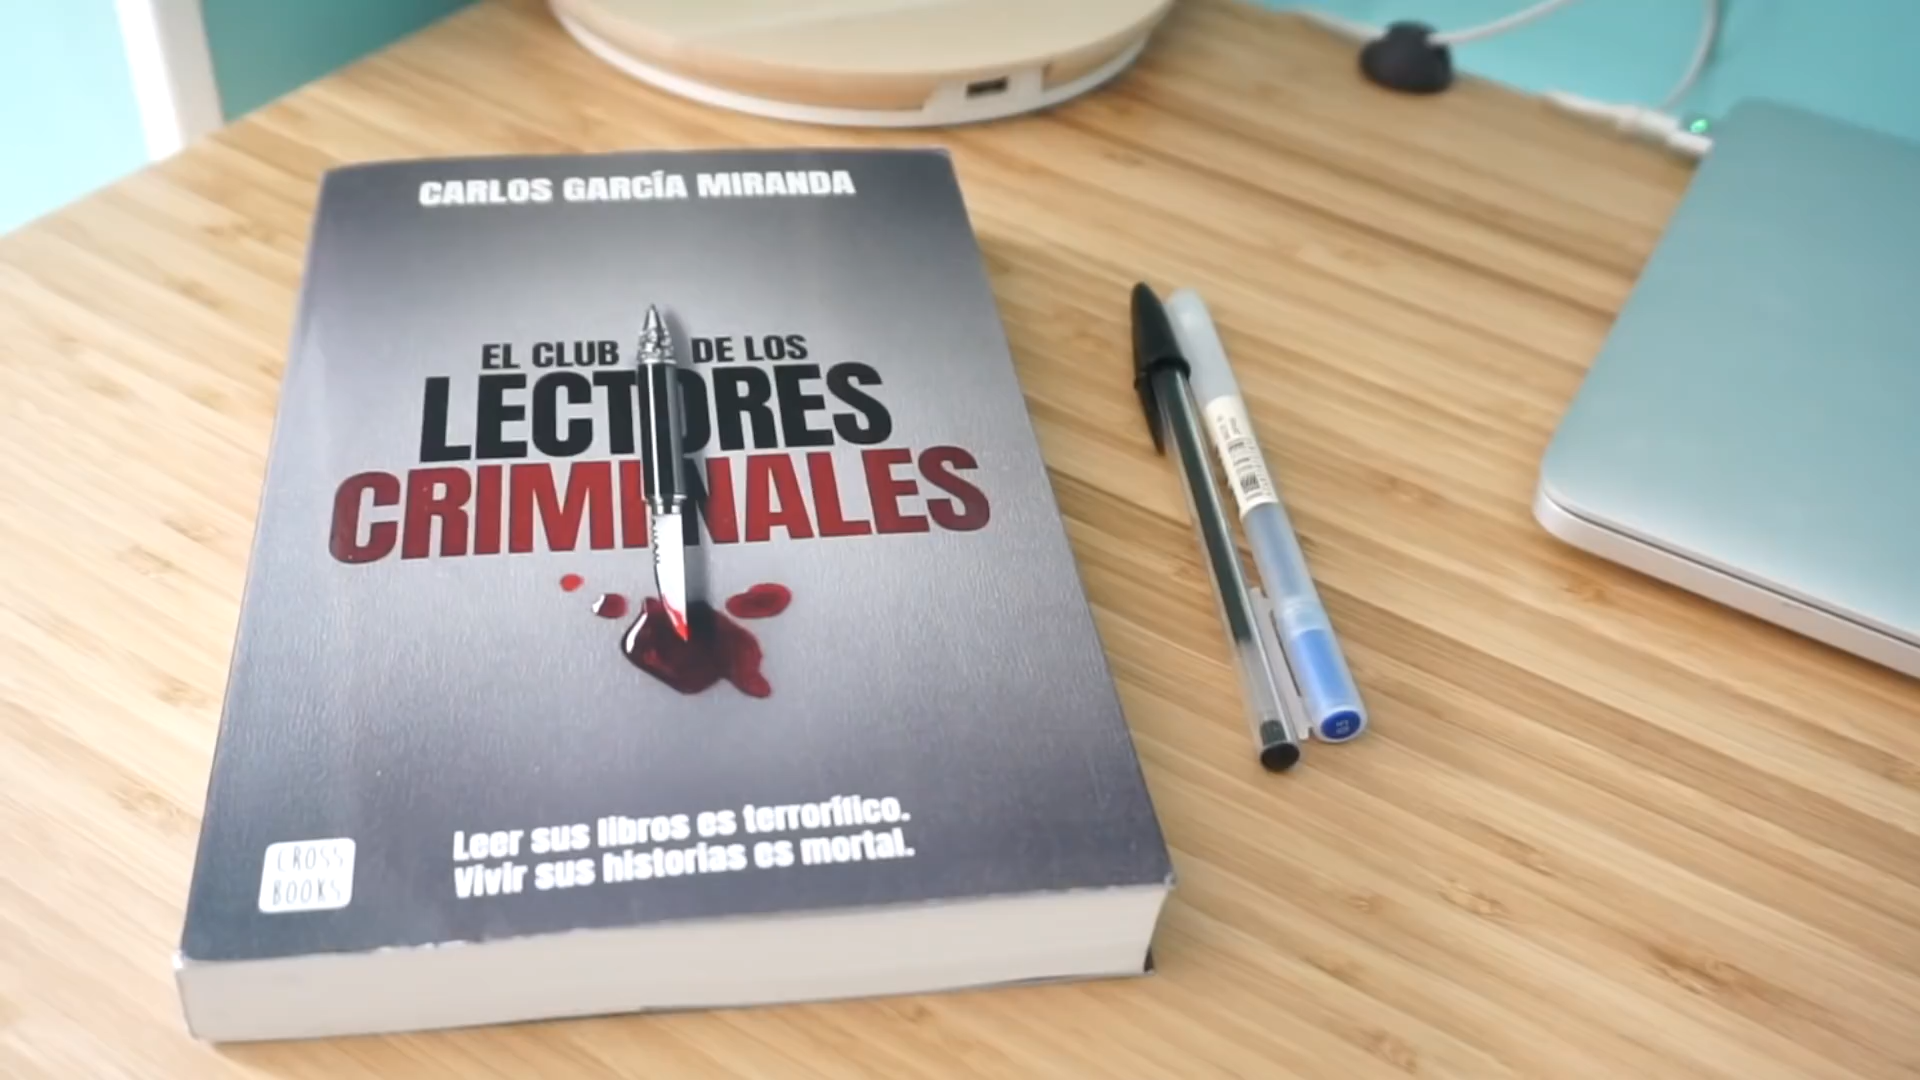 CARLOS GARCÍA MIRANDA
EL CLUB DE LOS
LECTORES
CRIMINALES
Leer sus libros es terrorífico.
Vivir sus historias es mortal.
CROSS
BOOKS